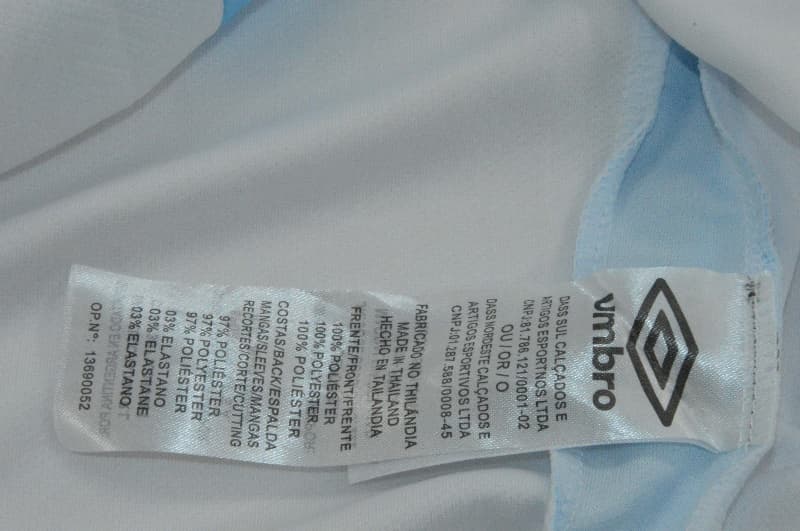 umbro
DASS SUL CALÇADOS E
ARTIGOS ESPORTNOS LTDA
CNPJ:81.786.121/0001-02
OU/OR/O
DASS NORDESTE CALÇADOS E
ARTIGOS ESPORTIVOS LTDA
CNPJ.01.287.588/0008-45
FABRICADO NO THILÂNDIA
MADE IN THAILAND
HECHO EN TAILANDIA
FRENTE/FRONT/FRENTE
100% POLIÉSTER
100% POLYESTER
100% POLIÉSTER
COSTAS/BACK/ESPALDA
MANGAS/SLEEVES/MANGAS
RECORTES/CORTE/CUTTING
97% POLIÉSTER
97% POLYESTER
97% POLIÉSTER
03% ELASTANO
03% ELASTANE
03% ELASTANO
OP.Nº: 13690052